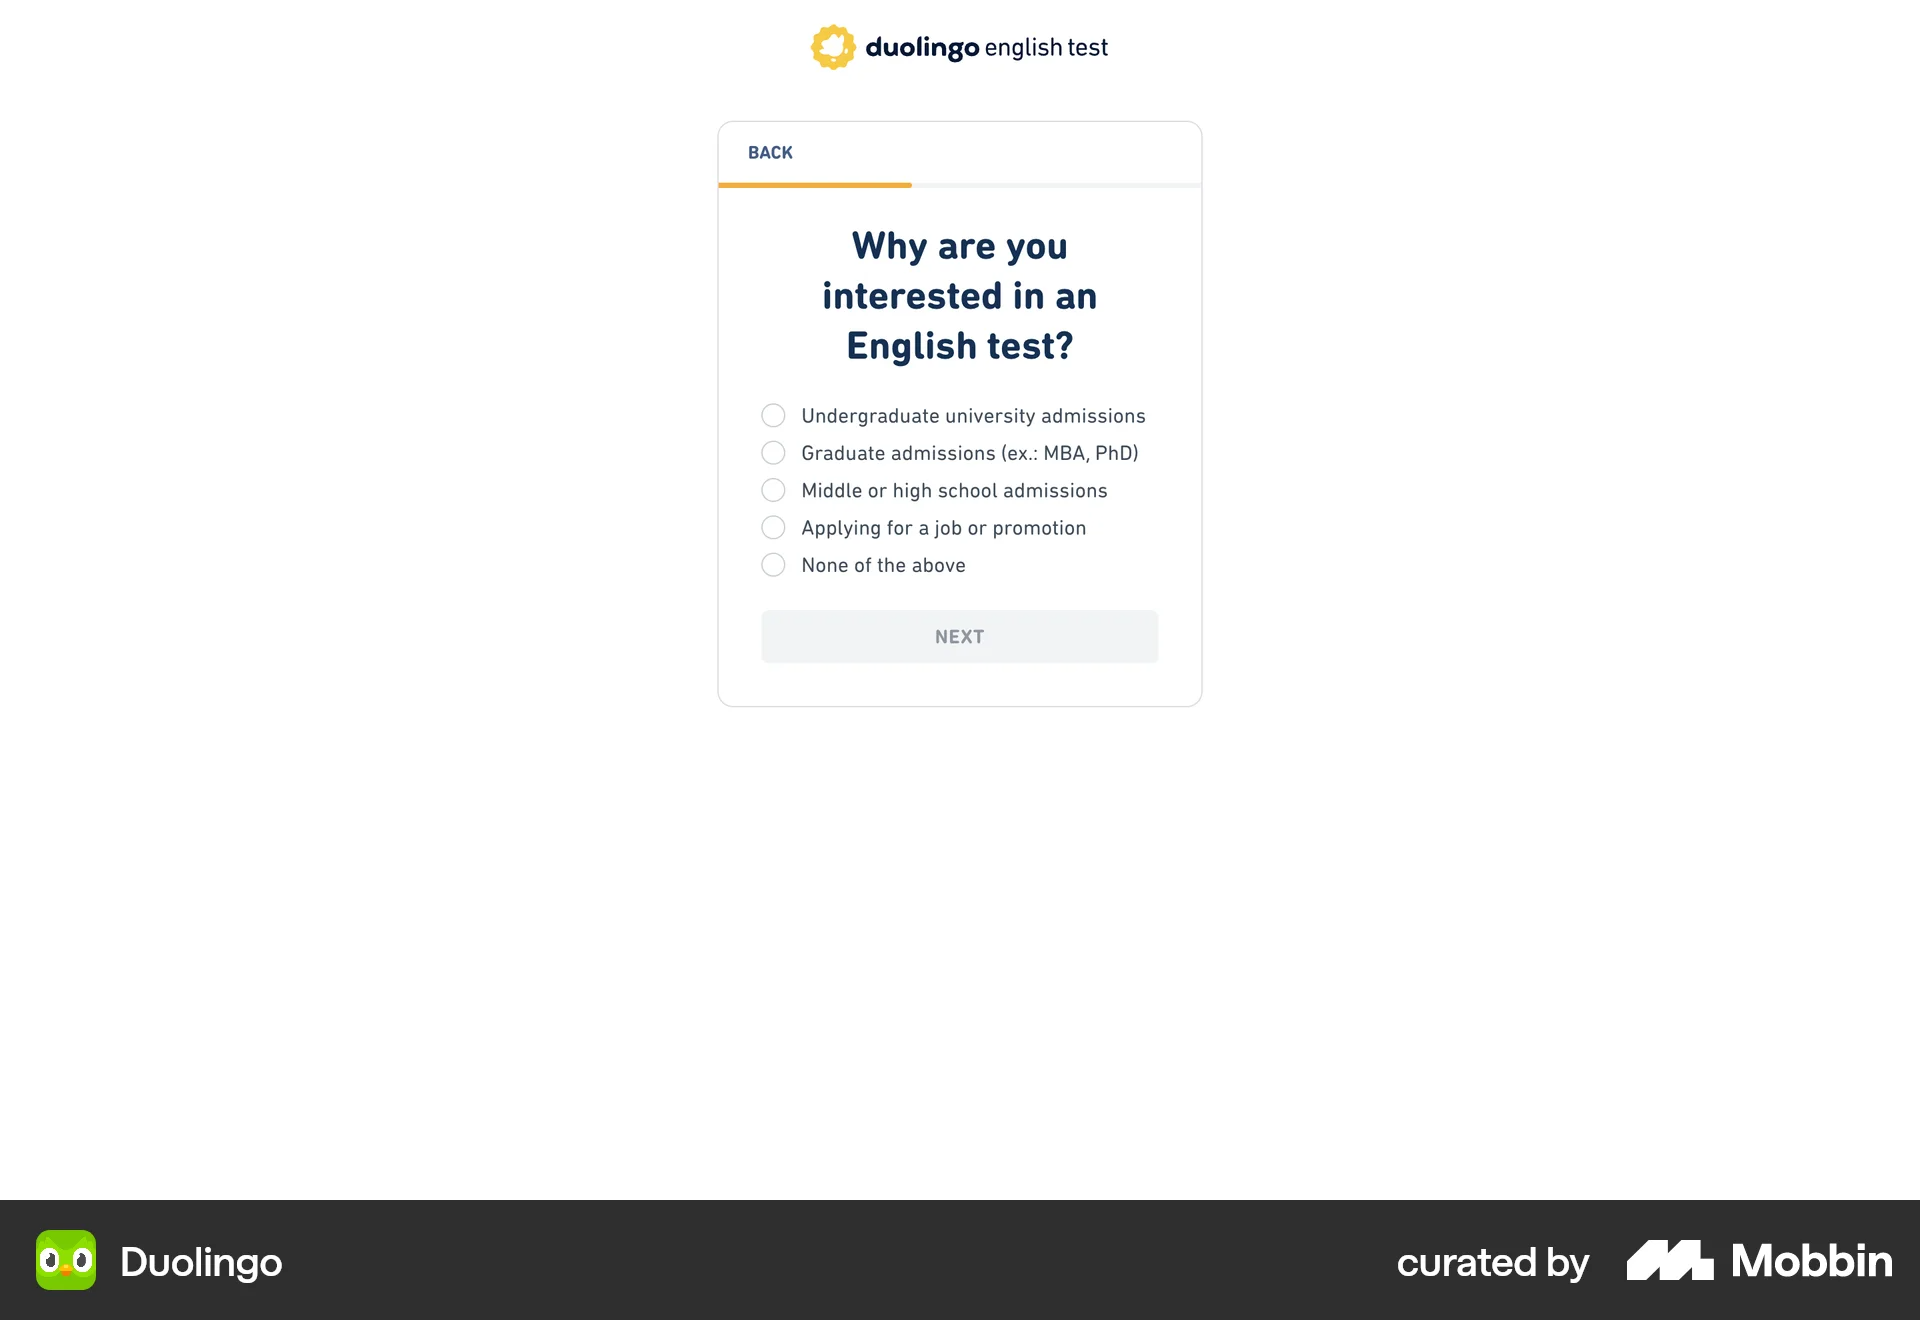 duolingo english test
BACK
Why are you
interested in an
English test?
Undergraduate university admissions
Graduate admissions (ex.: MBA, PhD)
Middle or high school admissions
Applying for a job or promotion
None of the above
NEXT
Duolingo
curated by Mobbin